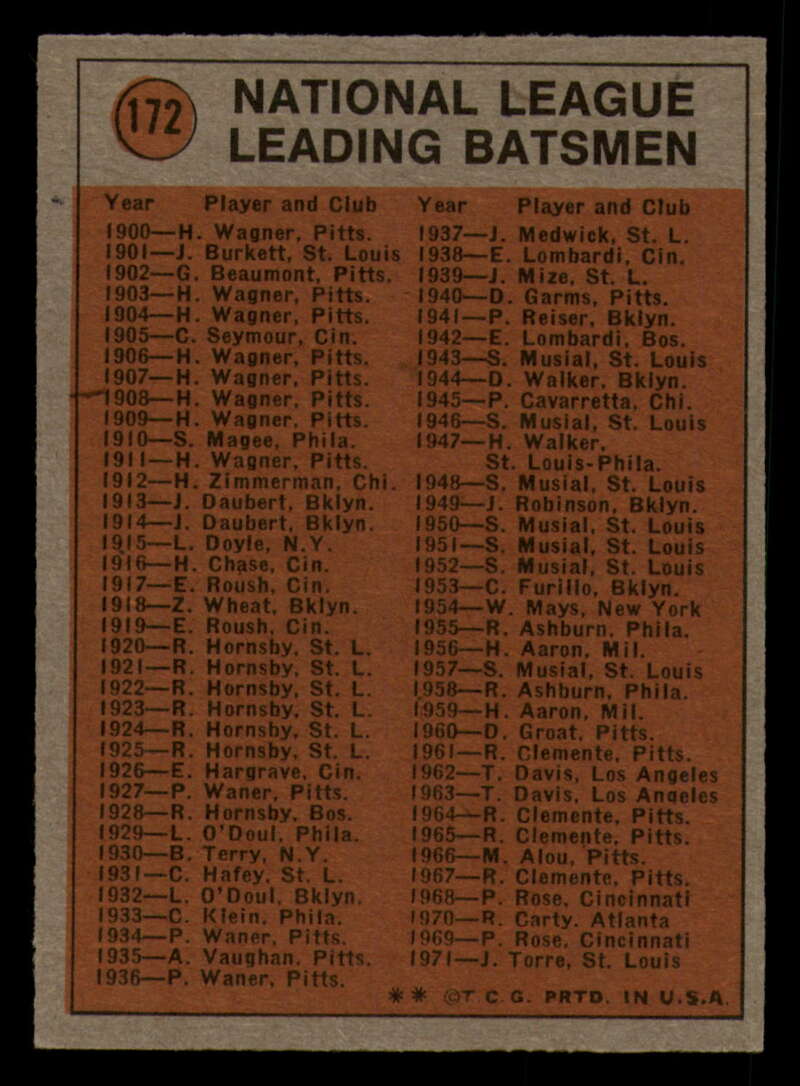 172
NATIONAL LEAGUE
LEADING BATSMEN
Year Player and Club
1900—H. Wagner, Pitts.
1901—J. Burkett, St. Louis
1902—G. Beaumont, Pitts.
1903—H. Wagner, Pitts.
1904—H. Wagner, Pitts.
1905—C. Seymour, Cin.
1906—H. Wagner, Pitts.
1907—H. Wagner, Pitts.
1908—H. Wagner, Pitts.
1909—H. Wagner, Pitts.
1910—S. Magee, Phila.
1911—H. Wagner, Pitts.
1912—H. Zimmerman, Chi.
1913—J. Daubert, Bklyn.
1914—J. Daubert, Bklyn.
1915—L. Doyle, N.Y.
1916—H. Chase, Cin.
1917—E. Roush, Cin.
1918—Z. Wheat, Bklyn.
1919—E. Roush, Cin.
1920—R. Hornsby, St. L.
1921—R. Hornsby, St. L.
1922—R. Hornsby, St. L.
1923—R. Hornsby, St. L.
1924—R. Hornsby, St. L.
1925—R. Hornsby, St. L.
1926—E. Hargrave, Cin.
1927—P. Waner, Pitts.
1928—R. Hornsby, Bos.
1929—L. O'Doul, Phila.
1930—B. Terry, N.Y.
1931—C. Hafey, St. L.
1932—L. O'Doul, Bklyn.
1933—C. Klein, Phila.
1934—P. Waner, Pitts.
1935—A. Vaughan, Pitts.
1936—P. Waner, Pitts.
Year Player and Club
1937—J. Medwick, St. L.
1938—E. Lombardi, Cin.
1939—J. Mize, St. L.
1940—D. Garms, Pitts.
1941—P. Reiser, Bklyn.
1942—E. Lombardi, Bos.
1943—S. Musial, St. Louis
1944—D. Walker, Bklyn.
1945—P. Cavarretta, Chi.
1946—S. Musial, St. Louis
1947—H. Walker,
St. Louis-Phila.
1948—S. Musial, St. Louis
1949—J. Robinson, Bklyn.
1950—S. Musial, St. Louis
1951—S. Musial, St. Louis
1952—S. Musial, St. Louis
1953—C. Furillo, Bklyn.
1954—W. Mays, New York
1955—R. Ashburn, Phila.
1956—H. Aaron, Mil.
1957—S. Musial, St. Louis
1958—R. Ashburn, Phila.
1959—H. Aaron, Mil.
1960—D. Groat, Pitts.
1961—R. Clemente, Pitts.
1962—T. Davis, Los Angeles
1963—T. Davis, Los Angeles
1964—R. Clemente, Pitts.
1965—R. Clemente, Pitts.
1966—M. Alou, Pitts.
1967—R. Clemente, Pitts.
1968—P. Rose, Cincinnati
1970—R. Carty, Atlanta
1969—P. Rose, Cincinnati
1971—J. Torre, St. Louis
** ©T.C.G. PRTD. IN U.S.A.